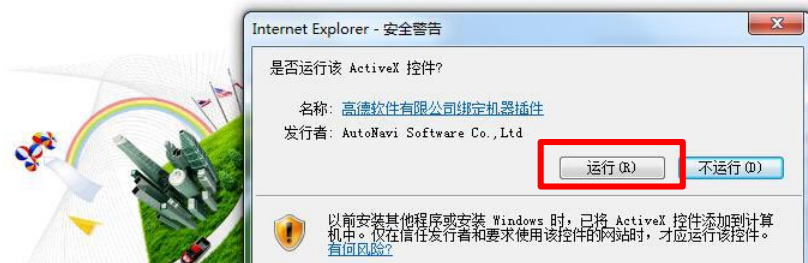 Internet Explorer - 安全警告
是否运行该 ActiveX 控件?
名称: 高德软件有限公司绑定机器插件
发行者: AutoNavi Software Co.,Ltd
运行(R) 不运行(D)
以前安装其他程序或安装 Windows 时,已将 ActiveX 控件添加到计算
机中。仅在信任发行者和要求使用该控件的网站时,才应运行该控件。
有何风险?